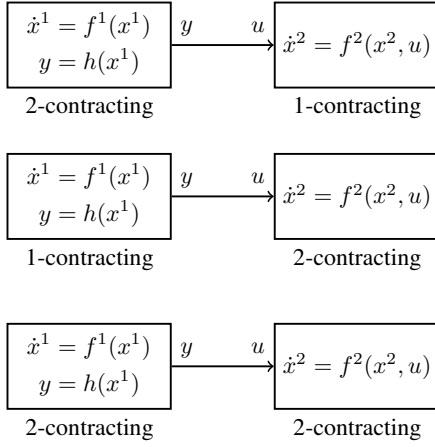 ẋ¹ = f¹(x¹)
y = h(x¹)
y
u
ẋ² = f²(x², u)
2-contracting
1-contracting
ẋ¹ = f¹(x¹)
y = h(x¹)
y
u
ẋ² = f²(x², u)
1-contracting
2-contracting
ẋ¹ = f¹(x¹)
y = h(x¹)
y
u
ẋ² = f²(x², u)
2-contracting
2-contracting